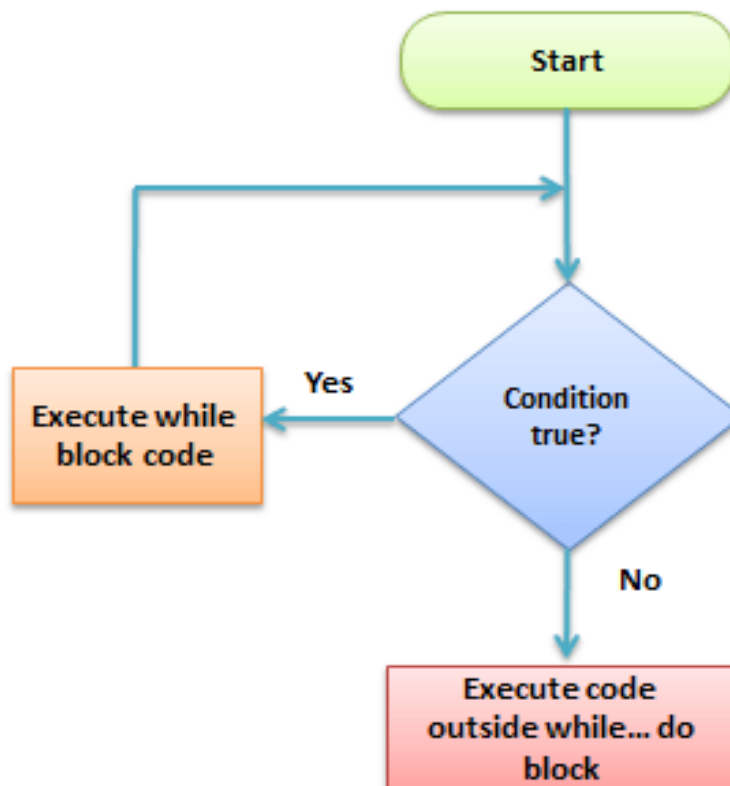 Start
Condition
true?
Yes
Execute while
block code
No
Execute code
outside while... do
block